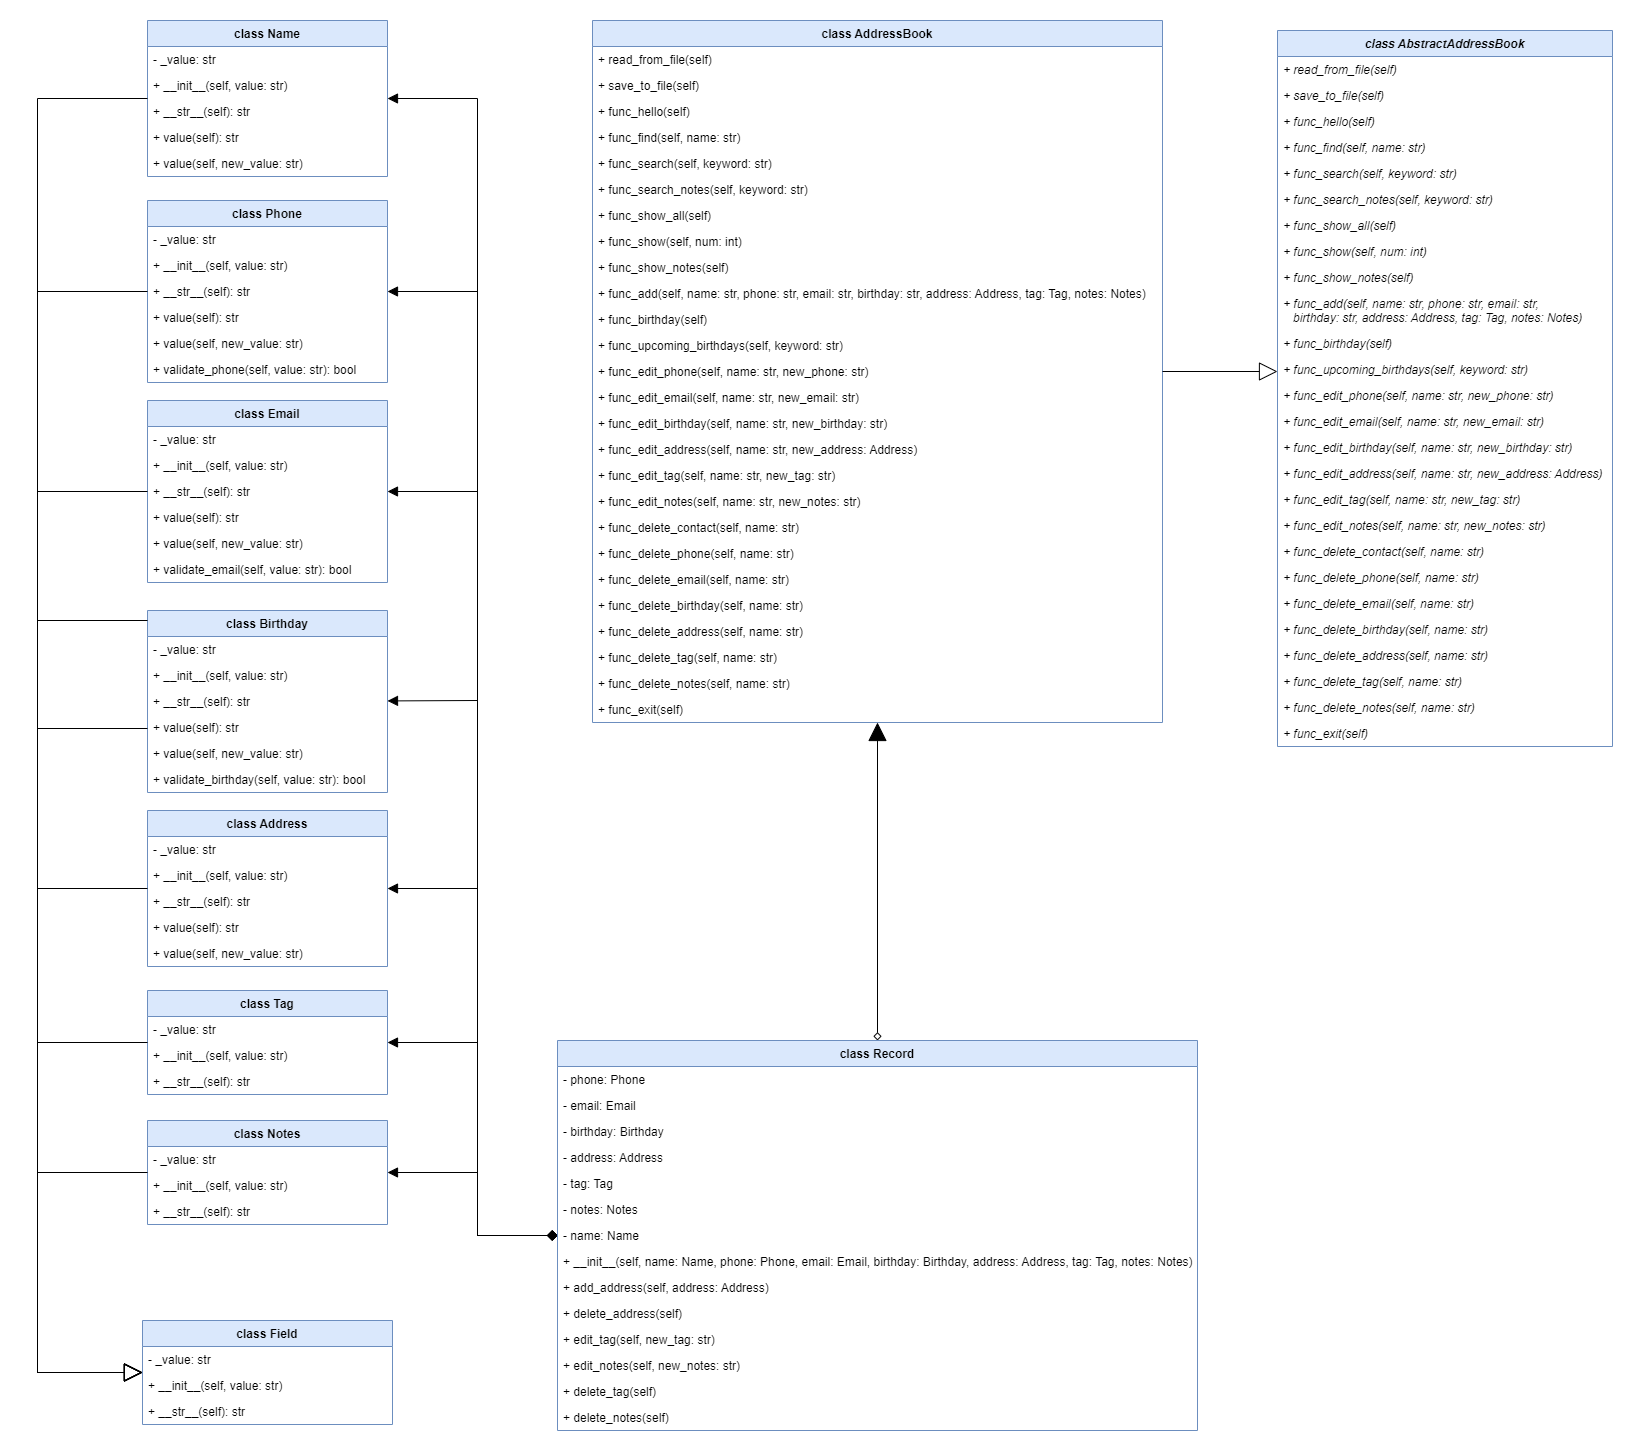 class Name
- _value: str
+ __init__(self, value: str)
+ __str__(self): str
+ value(self): str
+ value(self, new_value: str)
class Phone
- _value: str
+ __init__(self, value: str)
+ __str__(self): str
+ value(self): str
+ value(self, new_value: str)
+ validate_phone(self, value: str): bool
class Email
- _value: str
+ __init__(self, value: str)
+ __str__(self): str
+ value(self): str
+ value(self, new_value: str)
+ validate_email(self, value: str): bool
class Birthday
- _value: str
+ __init__(self, value: str)
+ __str__(self): str
+ value(self): str
+ value(self, new_value: str)
+ validate_birthday(self, value: str): bool
class Address
- _value: str
+ __init__(self, value: str)
+ __str__(self): str
+ value(self): str
+ value(self, new_value: str)
class Tag
- _value: str
+ __init__(self, value: str)
+ __str__(self): str
class Notes
- _value: str
+ __init__(self, value: str)
+ __str__(self): str
class Field
- _value: str
+ __init__(self, value: str)
+ __str__(self): str
class AddressBook
+ read_from_file(self)
+ save_to_file(self)
+ func_hello(self)
+ func_find(self, name: str)
+ func_search(self, keyword: str)
+ func_search_notes(self, keyword: str)
+ func_show_all(self)
+ func_show(self, num: int)
+ func_show_notes(self)
+ func_add(self, name: str, phone: str, email: str, birthday: str, address: Address, tag: Tag, notes: Notes)
+ func_birthday(self)
+ func_upcoming_birthdays(self, keyword: str)
+ func_edit_phone(self, name: str, new_phone: str)
+ func_edit_email(self, name: str, new_email: str)
+ func_edit_birthday(self, name: str, new_birthday: str)
+ func_edit_address(self, name: str, new_address: Address)
+ func_edit_tag(self, name: str, new_tag: str)
+ func_edit_notes(self, name: str, new_notes: str)
+ func_delete_contact(self, name: str)
+ func_delete_phone(self, name: str)
+ func_delete_email(self, name: str)
+ func_delete_birthday(self, name: str)
+ func_delete_address(self, name: str)
+ func_delete_tag(self, name: str)
+ func_delete_notes(self, name: str)
+ func_exit(self)
class Record
- phone: Phone
- email: Email
- birthday: Birthday
- address: Address
- tag: Tag
- notes: Notes
- name: Name
+ __init__(self, name: Name, phone: Phone, email: Email, birthday: Birthday, address: Address, tag: Tag, notes: Notes)
+ add_address(self, address: Address)
+ delete_address(self)
+ edit_tag(self, new_tag: str)
+ edit_notes(self, new_notes: str)
+ delete_tag(self)
+ delete_notes(self)
class AbstractAddressBook
+ read_from_file(self)
+ save_to_file(self)
+ func_hello(self)
+ func_find(self, name: str)
+ func_search(self, keyword: str)
+ func_search_notes(self, keyword: str)
+ func_show_all(self)
+ func_show(self, num: int)
+ func_show_notes(self)
+ func_add(self, name: str, phone: str, email: str,
birthday: str, address: Address, tag: Tag, notes: Notes)
+ func_birthday(self)
+ func_upcoming_birthdays(self, keyword: str)
+ func_edit_phone(self, name: str, new_phone: str)
+ func_edit_email(self, name: str, new_email: str)
+ func_edit_birthday(self, name: str, new_birthday: str)
+ func_edit_address(self, name: str, new_address: Address)
+ func_edit_tag(self, name: str, new_tag: str)
+ func_edit_notes(self, name: str, new_notes: str)
+ func_delete_contact(self, name: str)
+ func_delete_phone(self, name: str)
+ func_delete_email(self, name: str)
+ func_delete_birthday(self, name: str)
+ func_delete_address(self, name: str)
+ func_delete_tag(self, name: str)
+ func_delete_notes(self, name: str)
+ func_exit(self)